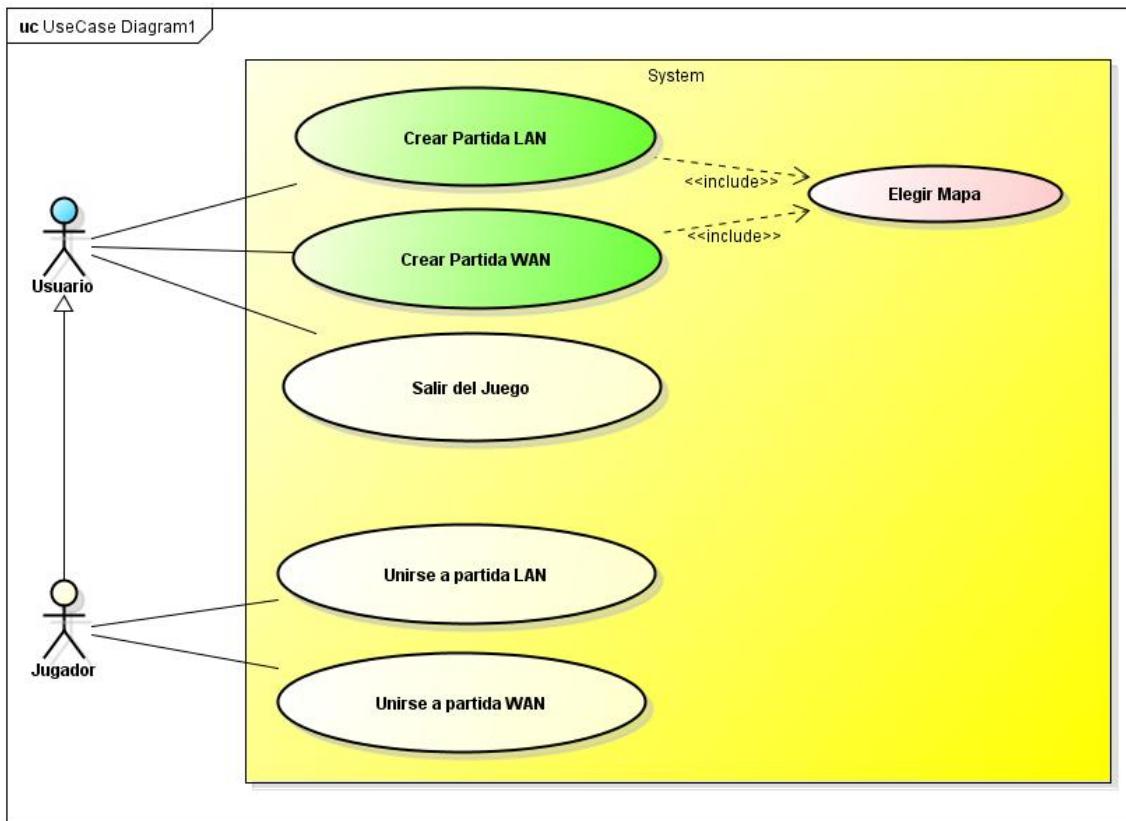 uc UseCase Diagram1
System
Crear Partida LAN
<<include>>
Elegir Mapa
Crear Partida WAN
<<include>>
Usuario
Salir del Juego
Unirse a partida LAN
Jugador
Unirse a partida WAN